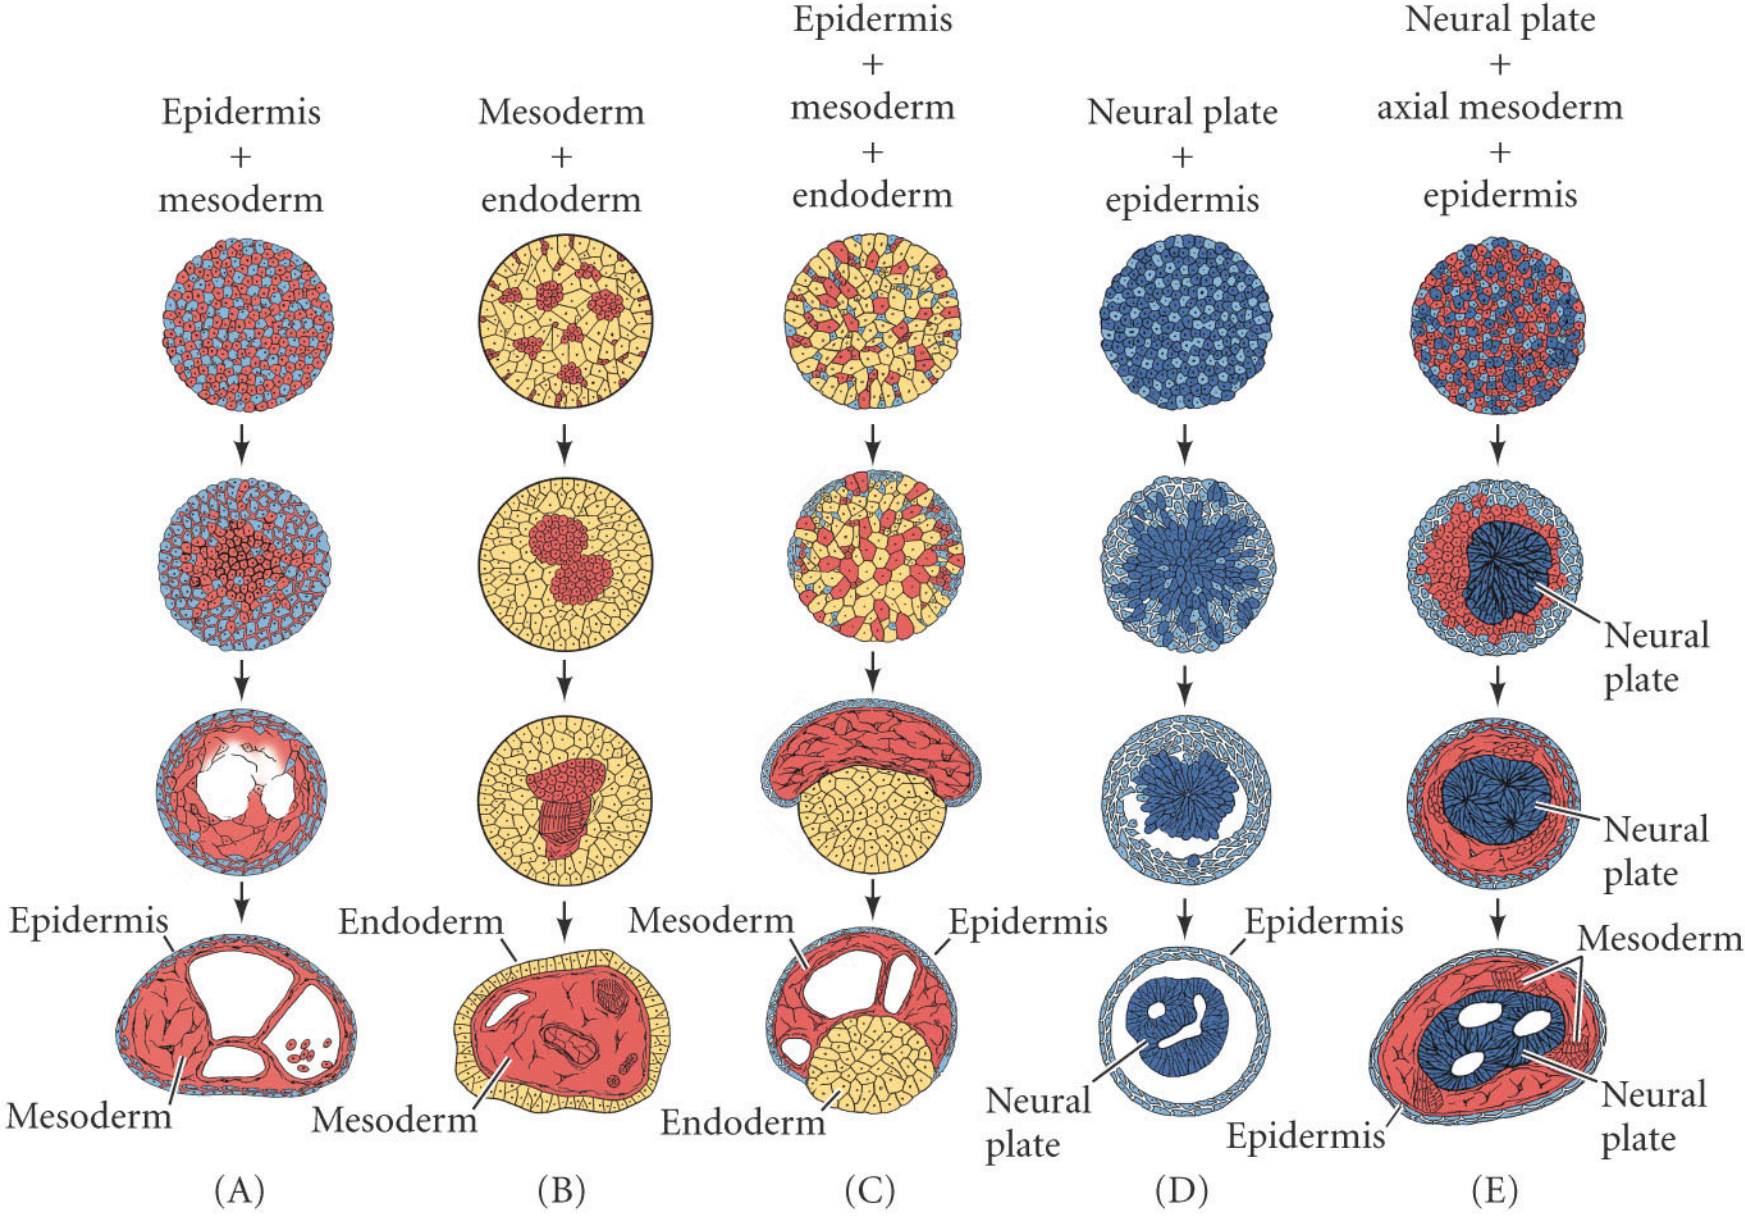 Epidermis
+
mesoderm
Mesoderm
+
endoderm
Epidermis
+
mesoderm
+
endoderm
Neural plate
+
epidermis
Neural plate
+
axial mesoderm
+
epidermis
Neural
plate
Neural
plate
Epidermis
Mesoderm
Endoderm
Mesoderm
Mesoderm
Epidermis
Endoderm
Epidermis
Neural
plate
Mesoderm
Neural
plate
Epidermis
(A)
(B)
(C)
(D)
(E)